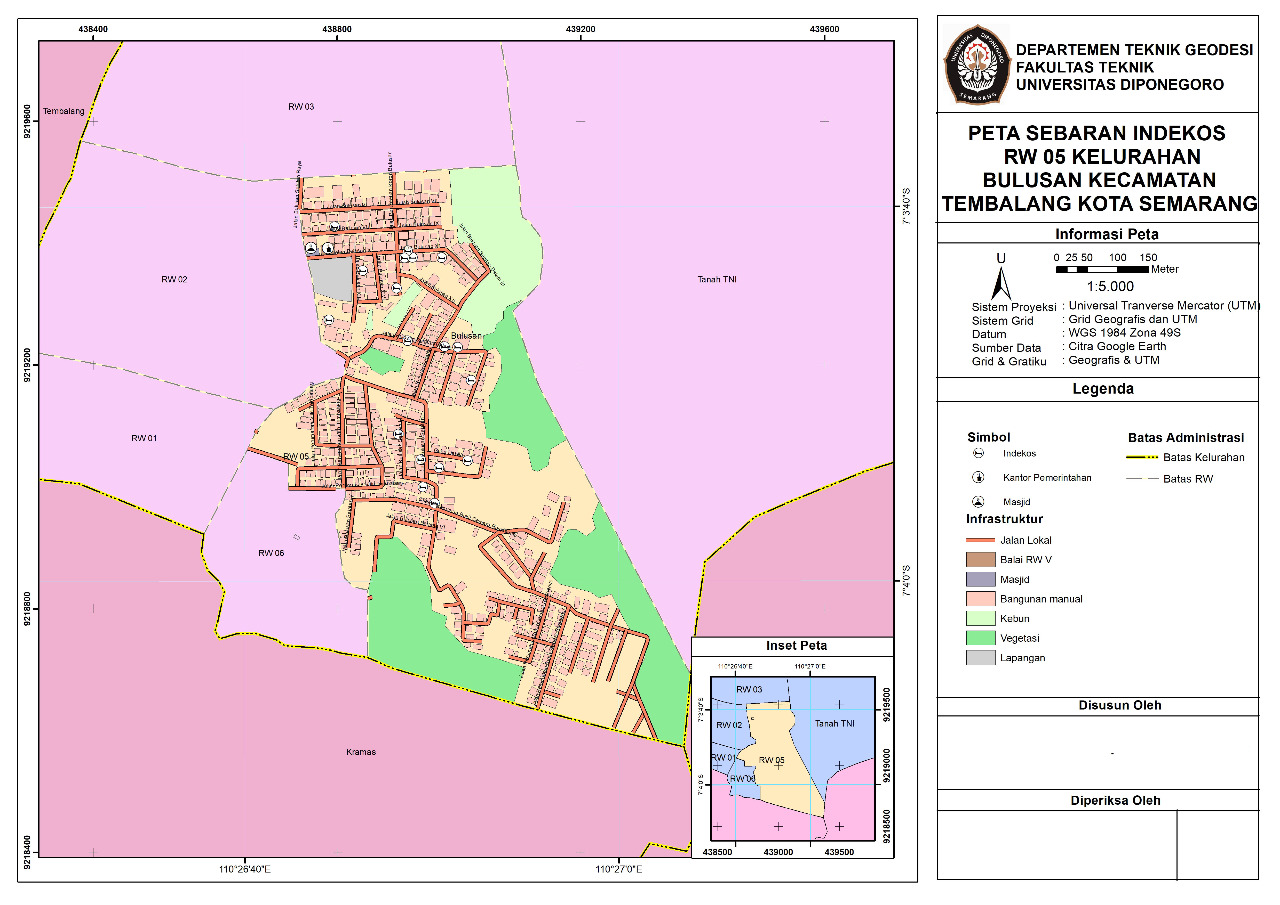 438400
438800
439200
439600
9219600
9219200
9218800
9218400
7°3'40"S
7°4'0"S
110°26'40"E
110°27'0"E
Tembalang
RW 03
RW 02
Tanah TNI
Bulusan
RW 01
RW 05
RW 06
Kramas
Inset Peta
110°26'40"E
110°27'0"E
RW 03
RW 02
Tanah TNI
RW 01
RW 05
RW 06
7°3'40"S
7°4'0"S
9219500
9219000
9218500
438500
439000
439500
UNIVERSITAS DIPONEGORO
SEMARANG
DEPARTEMEN TEKNIK GEODESI
FAKULTAS TEKNIK
UNIVERSITAS DIPONEGORO
PETA SEBARAN INDEKOS
RW 05 KELURAHAN
BULUSAN KECAMATAN
TEMBALANG KOTA SEMARANG
Informasi Peta
U
0 25 50 100 150
Meter
1:5.000
Sistem Proyeksi : Universal Tranverse Mercator (UTM)
Sistem Grid : Grid Geografis dan UTM
Datum : WGS 1984 Zona 49S
Sumber Data : Citra Google Earth
Grid & Gratiku : Geografis & UTM
Legenda
Simbol
Indekos
Kantor Pemerintahan
Masjid
Batas Administrasi
Batas Kelurahan
Batas RW
Infrastruktur
Jalan Lokal
Balai RW V
Masjid
Bangunan manual
Kebun
Vegetasi
Lapangan
Disusun Oleh
-
Diperiksa Oleh